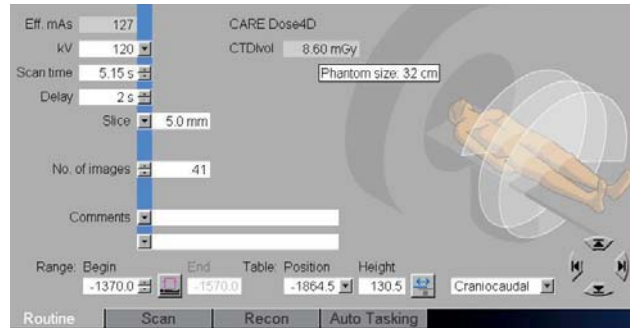 Eff. mAs 127 CARE Dose4D
kV 120 CTDIvol 8.60 mGy
Scan time 5.15 s Phantom size: 32 cm
Delay 2 s
Slice 5.0 mm
No. of images 41
Comments
Range: Begin End Table: Position Height
-1370.0 -1570.0 -1864.5 130.5 Craniocaudal
Routine Scan Recon Auto Tasking